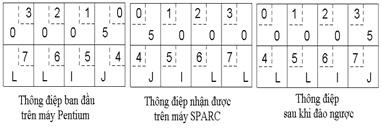 3 2 1 0
0 0 0 5
7 6 5 4
L L I J
Thông điệp ban đầu
trên máy Pentium
0 1 2 3
5 0 0 0
4 5 6 7
J I L L
Thông điệp nhận được
trên máy SPARC
0 1 2 3
0 0 0 5
4 5 6 7
L L I J
Thông điệp
sau khi đảo ngược